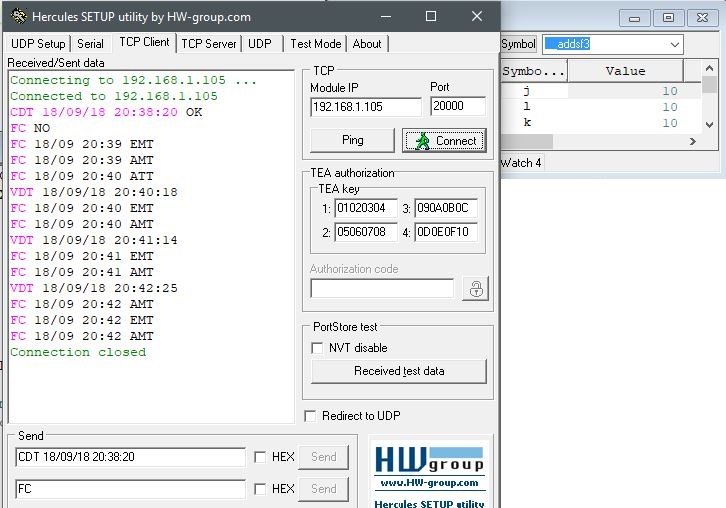 Hercules SETUP utility by HW-group.com
UDP Setup Serial TCP Client TCP Server UDP Test Mode About
Received/Sent data
Connecting to 192.168.1.105 ...
Connected to 192.168.1.105
CDT 18/09/18 20:38:20 OK
FC NO
FC 18/09 20:39 EMT
FC 18/09 20:39 AMT
FC 18/09 20:40 ATT
VDT 18/09/18 20:40:18
FC 18/09 20:40 EMT
FC 18/09 20:40 AMT
VDT 18/09/18 20:41:14
FC 18/09 20:41 EMT
FC 18/09 20:41 AMT
VDT 18/09/18 20:42:25
FC 18/09 20:42 AMT
FC 18/09 20:42 EMT
FC 18/09 20:42 AMT
Connection closed
Send
CDT 18/09/18 20:38:20 HEX Send
FC HEX Send
TCP
Module IP Port
192.168.1.105 20000
Ping Connect
TEA authorization
TEA key
1: 01020304 3: 090A0B0C
2: 05060708 4: 0D0E0F10
Authorization code
PortStore test
NVT disable
Received test data
Redirect to UDP
HW group
www.HW-group.com
Hercules SETUP utility
Symbol __addsf3
Symbo... Value
j 10
l 10
k 10
Watch 4